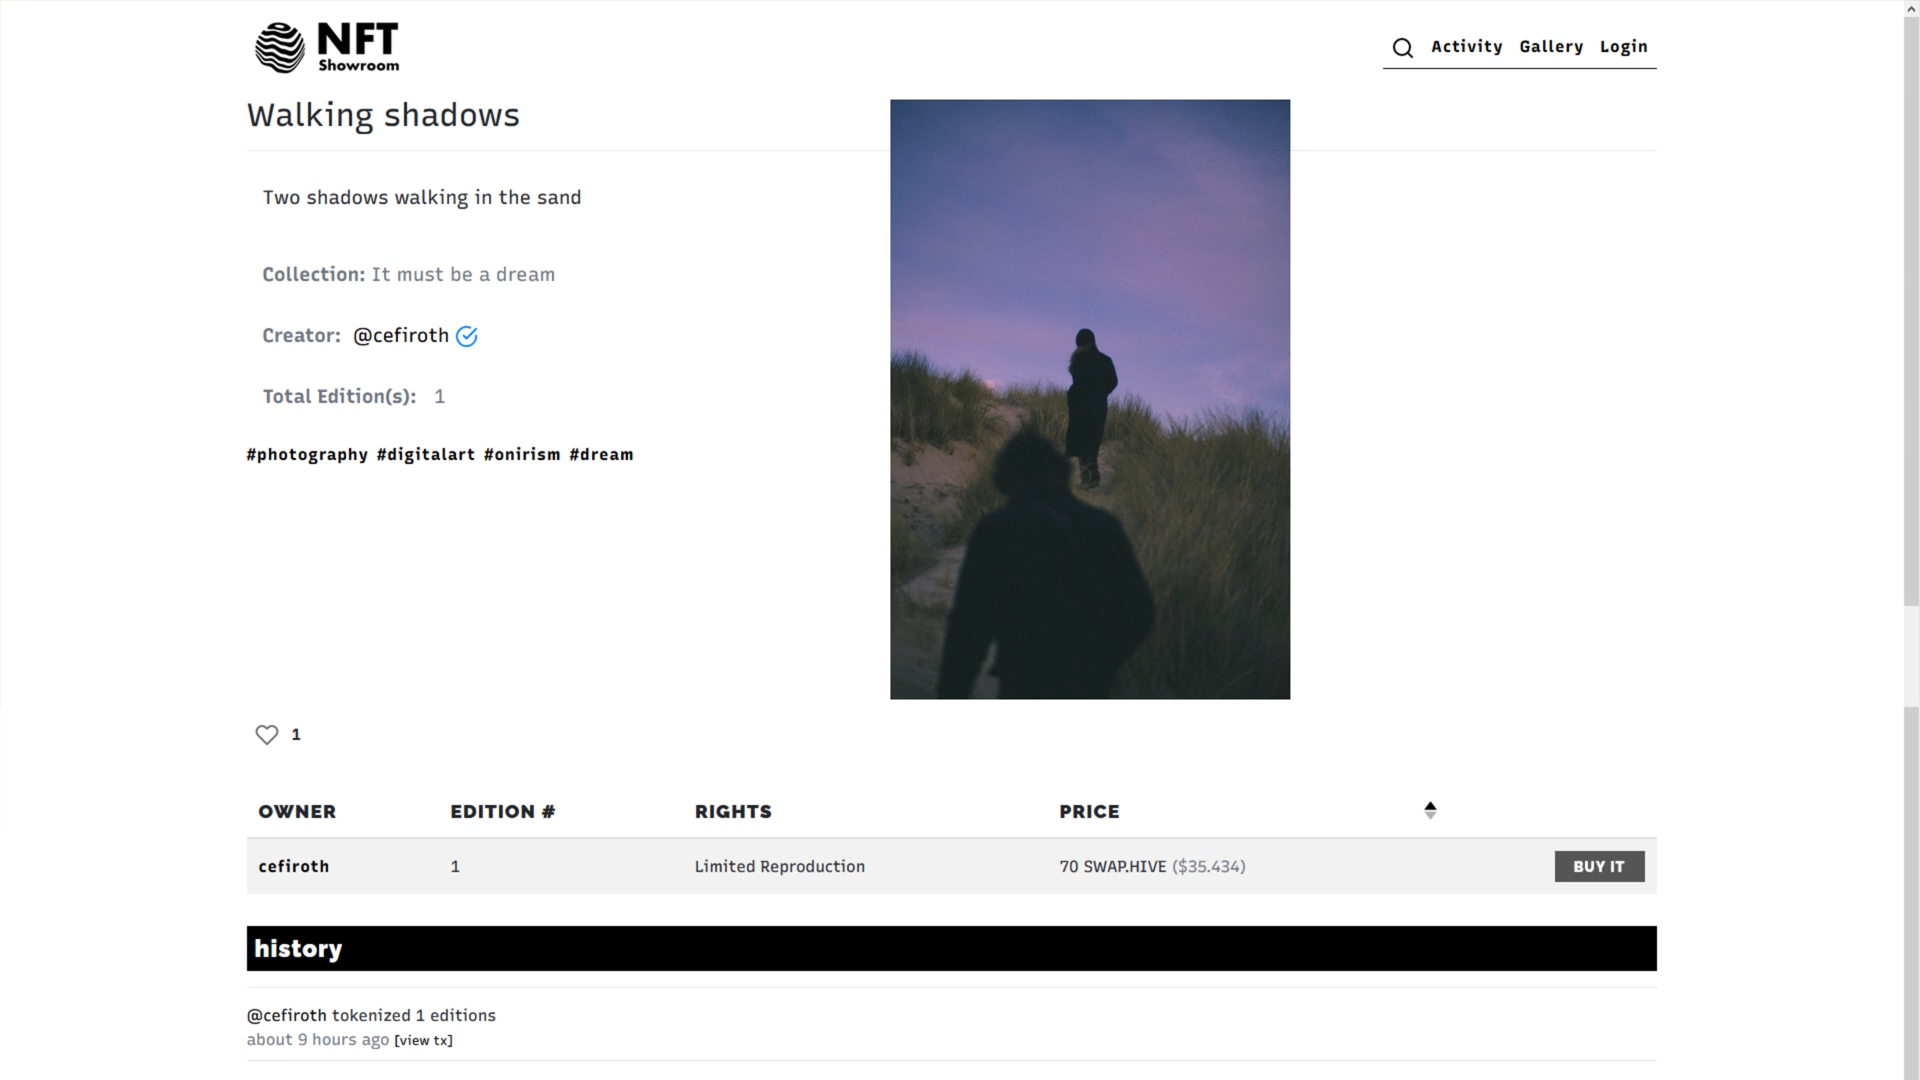 NFT
Showroom
Activity Gallery Login
Walking shadows
Two shadows walking in the sand
Collection: It must be a dream
Creator: @cefiroth
Total Edition(s): 1
#photography #digitalart #onirism #dream
1
OWNER EDITION # RIGHTS PRICE
cefiroth 1 Limited Reproduction 70 SWAP.HIVE ($35.434) BUY IT
history
@cefiroth tokenized 1 editions
about 9 hours ago [view tx]